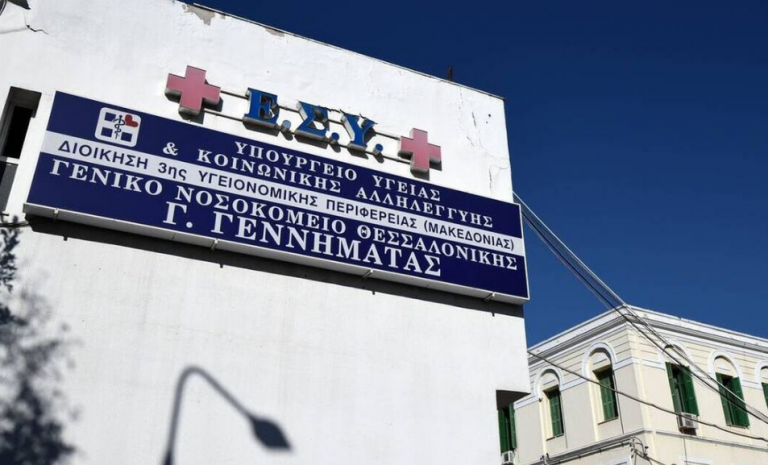 Ε.Σ.Υ.
ΥΠΟΥΡΓΕΙΟ ΥΓΕΙΑΣ
& ΚΟΙΝΩΝΙΚΗΣ ΑΛΛΗΛΕΓΓΥΗΣ
ΔΙΟΙΚΗΣΗ 3ης ΥΓΕΙΟΝΟΜΙΚΗΣ ΠΕΡΙΦΕΡΕΙΑΣ (ΜΑΚΕΔΟΝΙΑΣ)
ΓΕΝΙΚΟ ΝΟΣΟΚΟΜΕΙΟ ΘΕΣΣΑΛΟΝΙΚΗΣ
Γ. ΓΕΝΝΗΜΑΤΑΣ